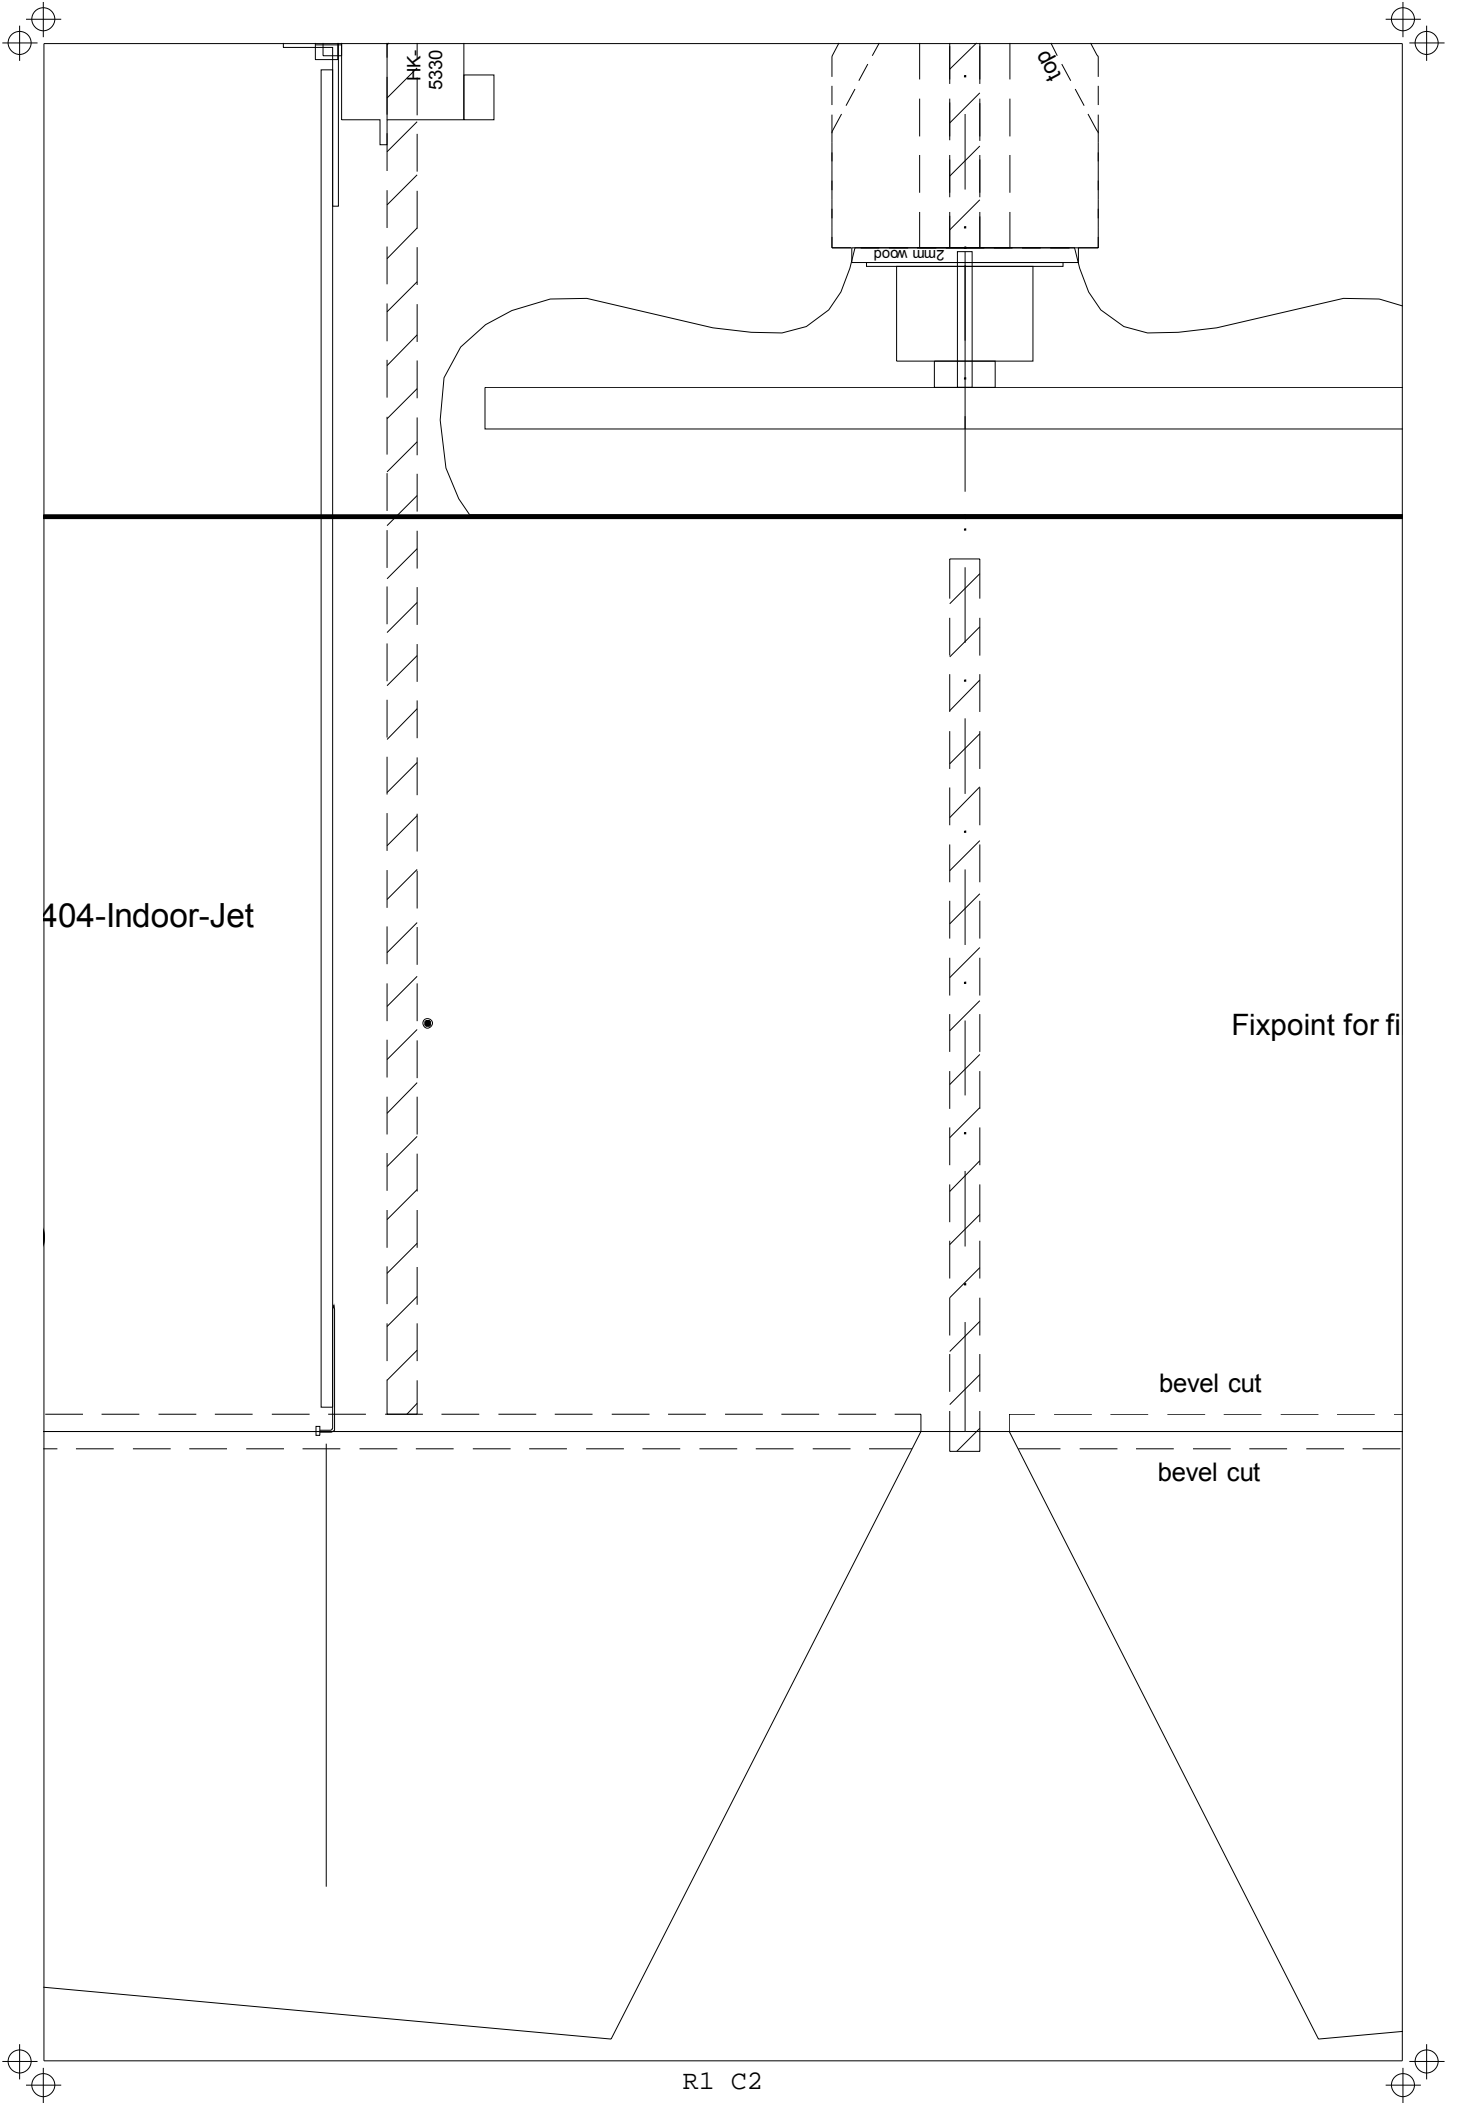 HK-
5330
top
2mm wood
404-Indoor-Jet
Fixpoint for fi
bevel cut
bevel cut
R1 C2